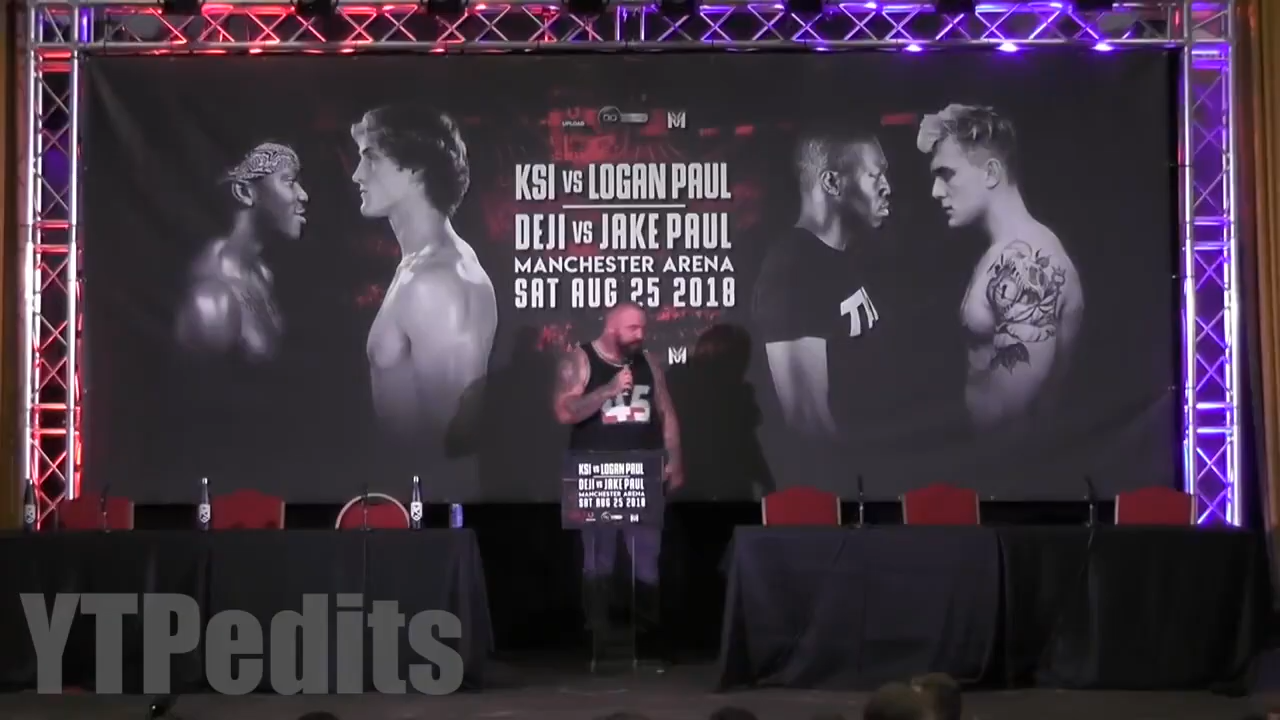 UPLOAD
KSI VS LOGAN PAUL
DEJI VS JAKE PAUL
MANCHESTER ARENA
SAT AUG 25 2018
45
KSI VS LOGAN PAUL
DEJI VS JAKE PAUL
MANCHESTER ARENA
SAT AUG 25 2018
YTPedits